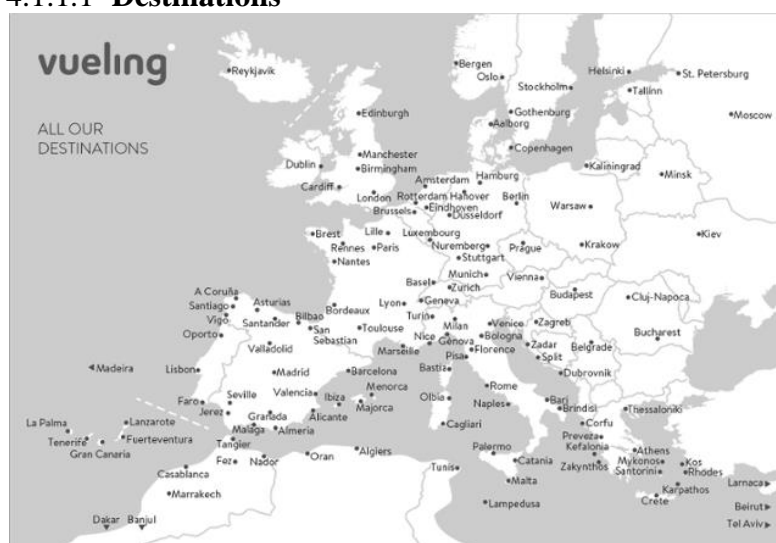 4.1.1.1 Destinations
vueling
ALL OUR
DESTINATIONS
Reykjavik
Bergen
Oslo
Helsinki
St. Petersburg
Stockholm
Tallinn
Edinburgh
Gothenburg
Aalborg
Moscow
Copenhagen
Manchester
Dublin
Birmingham
Kaliningrad
Minsk
Amsterdam
Hamburg
Cardiff
London
Rotterdam
Hanover
Berlin
Eindhoven
Brussels
Düsseldorf
Warsaw
Brest
Lille
Luxembourg
Kiev
Rennes
Paris
Nuremberg
Prague
Krakow
Nantes
Stuttgart
Munich
Vienna
Basel
Zurich
A Coruña
Asturias
Budapest
Cluj-Napoca
Santiago
Bilbao
Bordeaux
Lyon
Geneva
Vigo
Santander
Turin
Milan
Venice
Zagreb
Oporto
San
Sebastian
Toulouse
Nice
Genova
Bologna
Zadar
Belgrade
Bucharest
Valladolid
Marseille
Pisa
Florence
Split
Madeira
Lisbon
Madrid
Barcelona
Bastia
Dubrovnik
Menorca
Rome
Faro
Seville
Valencia
Ibiza
Majorca
Olbia
Naples
Bari
Brindisi
Thessaloniki
Jerez
Granada
Alicante
La Palma
Lanzarote
Malaga
Almeria
Cagliari
Corfu
Tenerife
Fuerteventura
Tangier
Preveza
Gran Canaria
Palermo
Kefalonia
Athens
Fez
Nador
Oran
Algiers
Catania
Zakynthos
Mykonos
Kos
Casablanca
Tunis
Santorini
Rhodes
Malta
Larnaca
Marrakech
Karpathos
Lampedusa
Crete
Beirut
Dakar
Banjul
Tel Aviv